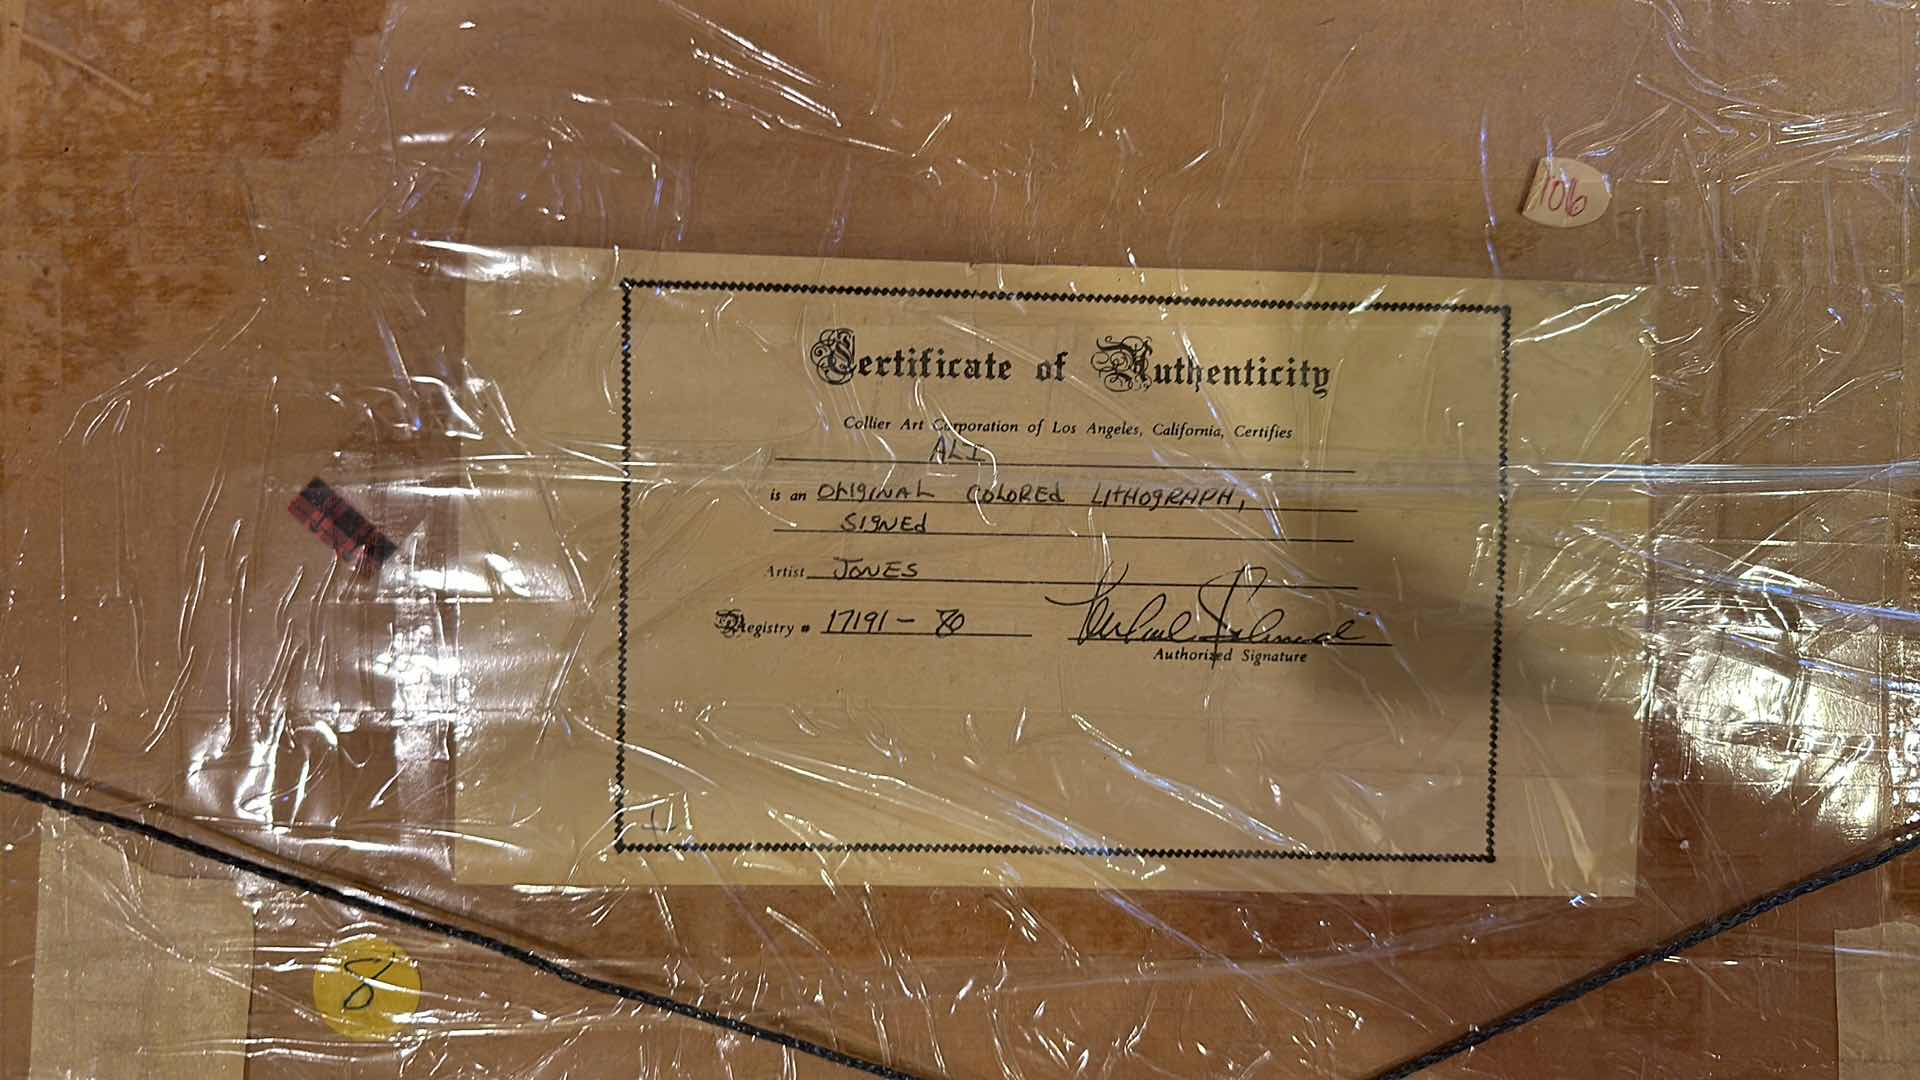 106
Certificate of Authenticity
Collier Art Corporation of Los Angeles, California, Certifies
ALI
is an ORIGINAL COLOREd LITHOGRAPH,
SIGNEd
Artist JONES
Registry # 17191-80
Authorized Signature
8